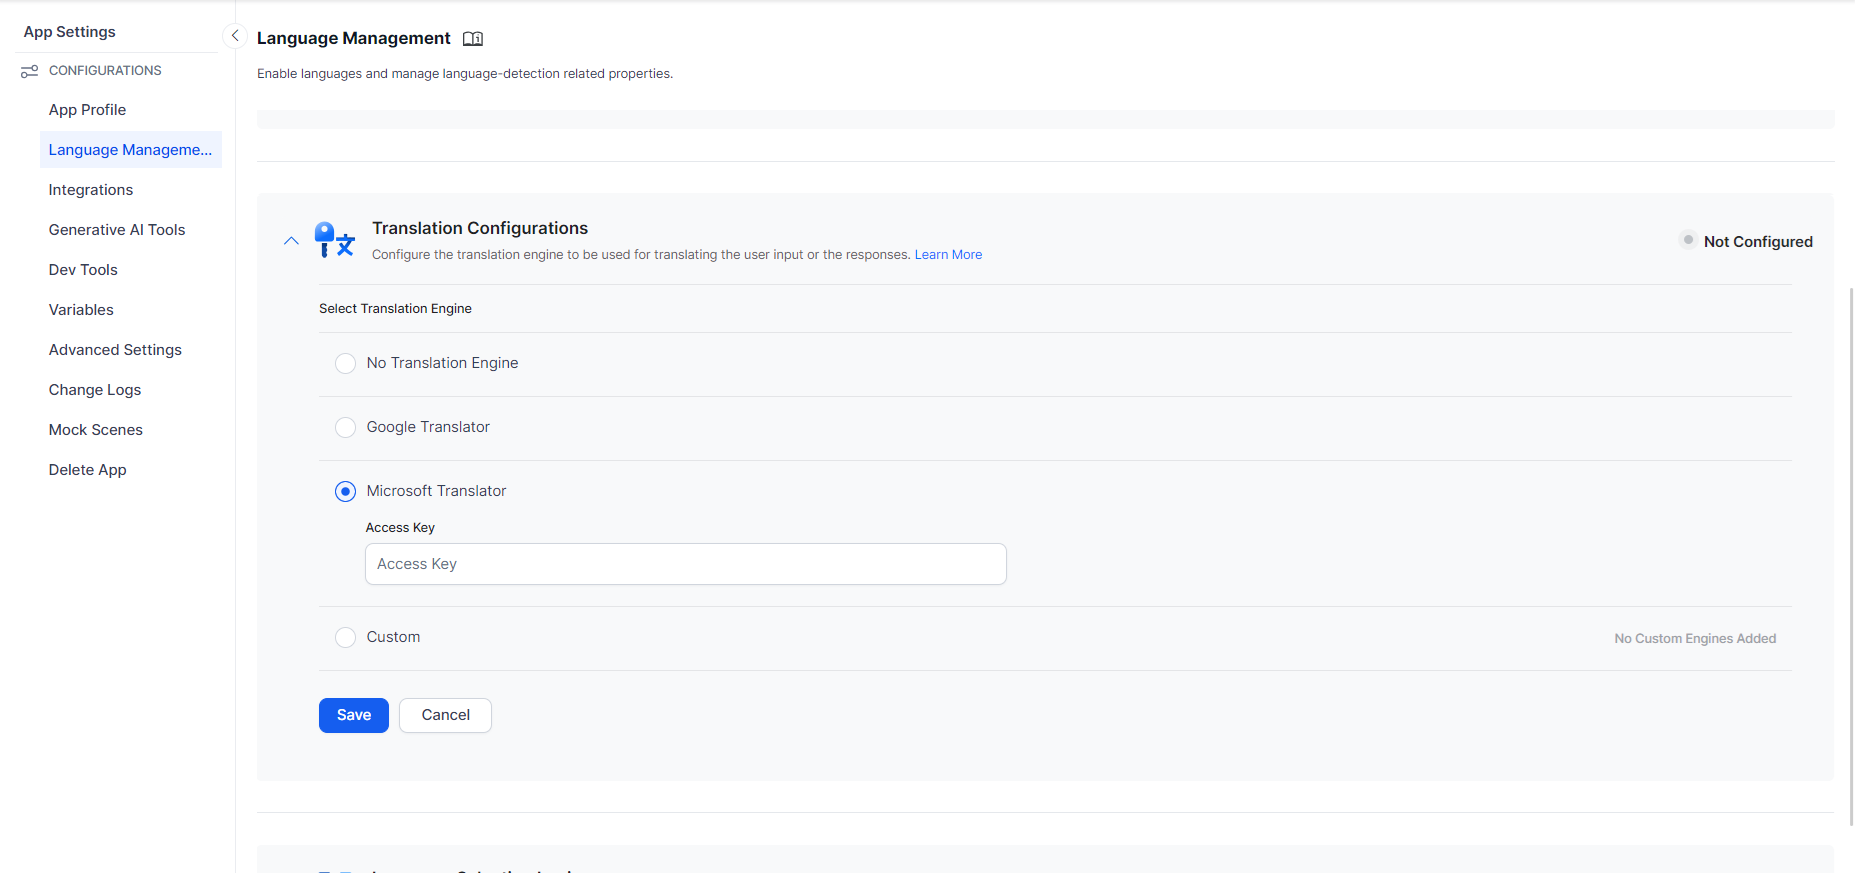 App Settings
CONFIGURATIONS
App Profile
Language Manageme...
Integrations
Generative AI Tools
Dev Tools
Variables
Advanced Settings
Change Logs
Mock Scenes
Delete App
Language Management
Enable languages and manage language-detection related properties.
Translation Configurations
Configure the translation engine to be used for translating the user input or the responses. Learn More
Not Configured
Select Translation Engine
No Translation Engine
Google Translator
Microsoft Translator
Access Key
Access Key
Custom
No Custom Engines Added
Save
Cancel